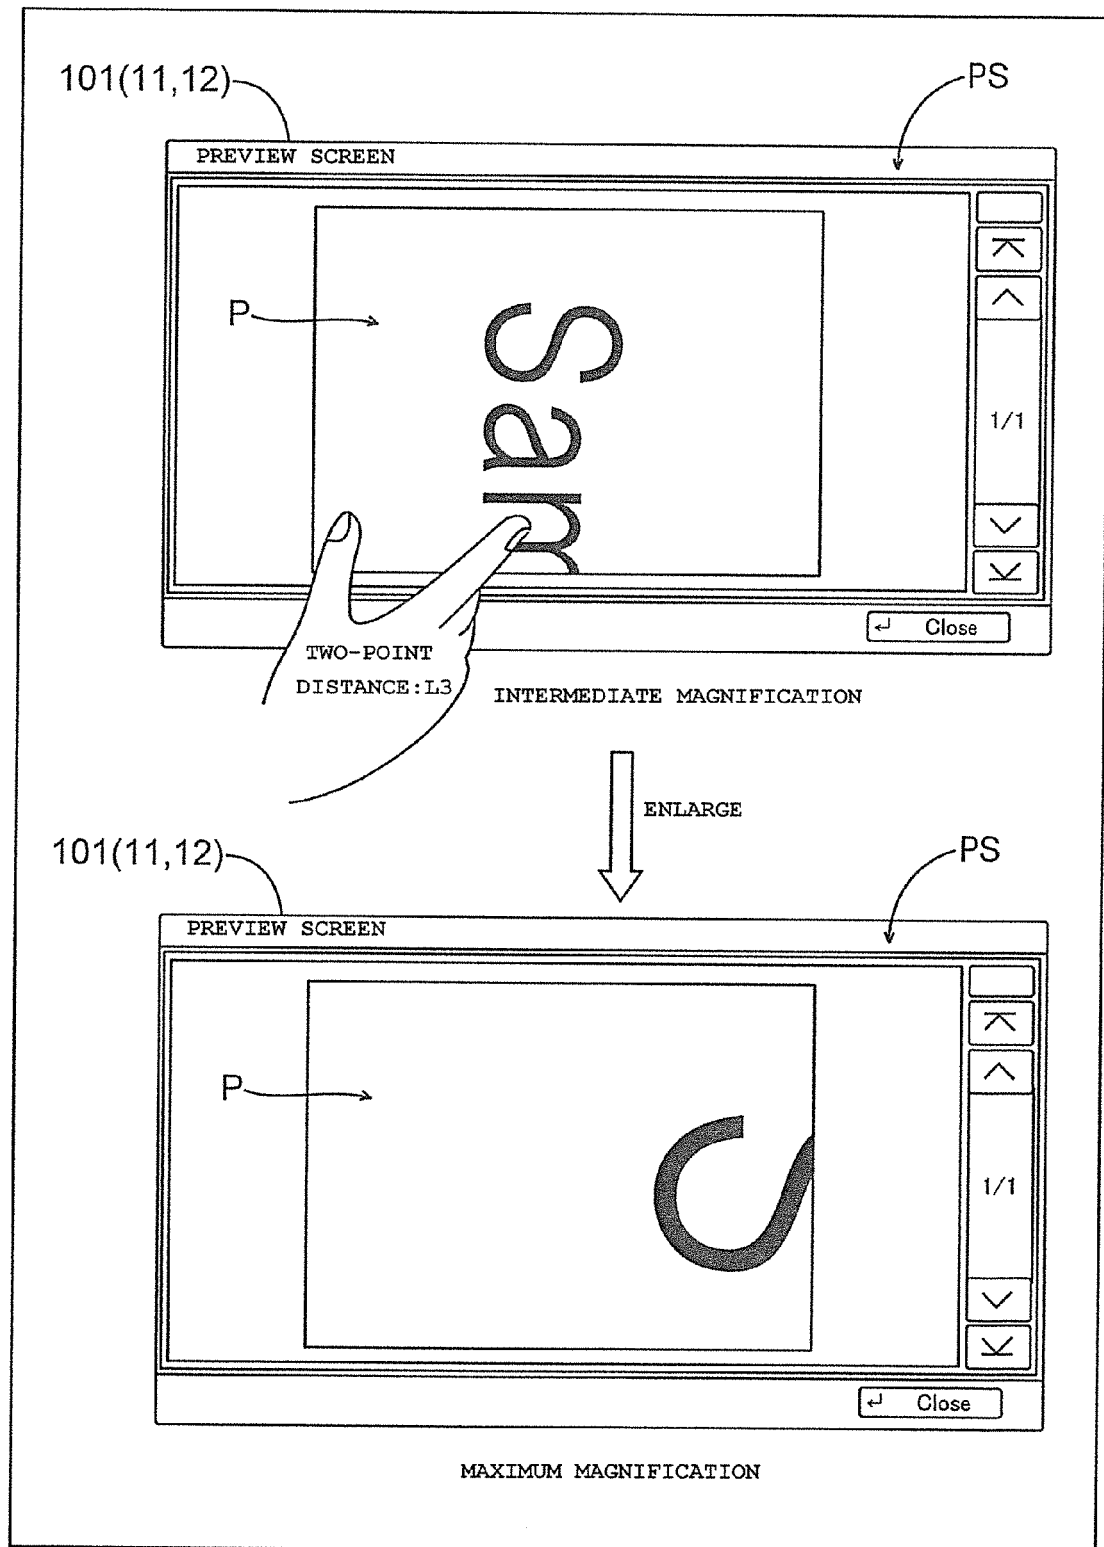 101(11,12)
PS
PREVIEW SCREEN
P
Sam
1/1
Close
TWO-POINT
DISTANCE:L3
INTERMEDIATE MAGNIFICATION
ENLARGE
101(11,12)
PS
PREVIEW SCREEN
P
S
1/1
Close
MAXIMUM MAGNIFICATION